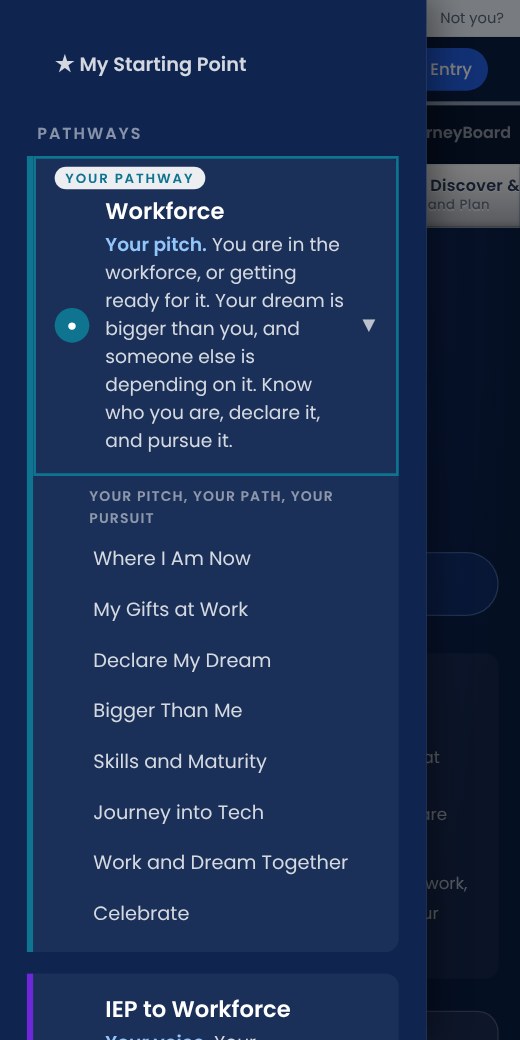 ★ My Starting Point
PATHWAYS
YOUR PATHWAY
Workforce
Your pitch. You are in the
workforce, or getting
ready for it. Your dream is
bigger than you, and
someone else is
depending on it. Know
who you are, declare it,
and pursue it.
▼
YOUR PITCH, YOUR PATH, YOUR
PURSUIT
Where I Am Now
My Gifts at Work
Declare My Dream
Bigger Than Me
Skills and Maturity
Journey into Tech
Work and Dream Together
Celebrate
IEP to Workforce
Not you?
Entry
rneyBoard
Discover &
and Plan
at
are
work,
ur